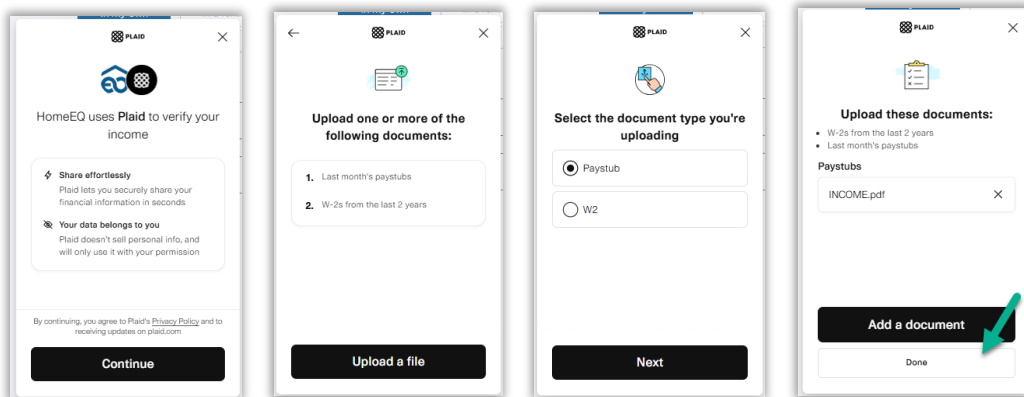 PLAID
HomeEQ uses Plaid to verify your
income
Share effortlessly
Plaid lets you securely share your
financial information in seconds
Your data belongs to you
Plaid doesn't sell personal info, and
will only use it with your permission
By continuing, you agree to Plaid's Privacy Policy and to
receiving updates on plaid.com
Continue
PLAID
Upload one or more of the
following documents:
1. Last month's paystubs
2. W-2s from the last 2 years
Upload a file
PLAID
Select the document type you're
uploading
Paystub
W2
Next
PLAID
Upload these documents:
• W-2s from the last 2 years
• Last month's paystubs
Paystubs
INCOME.pdf
Add a document
Done